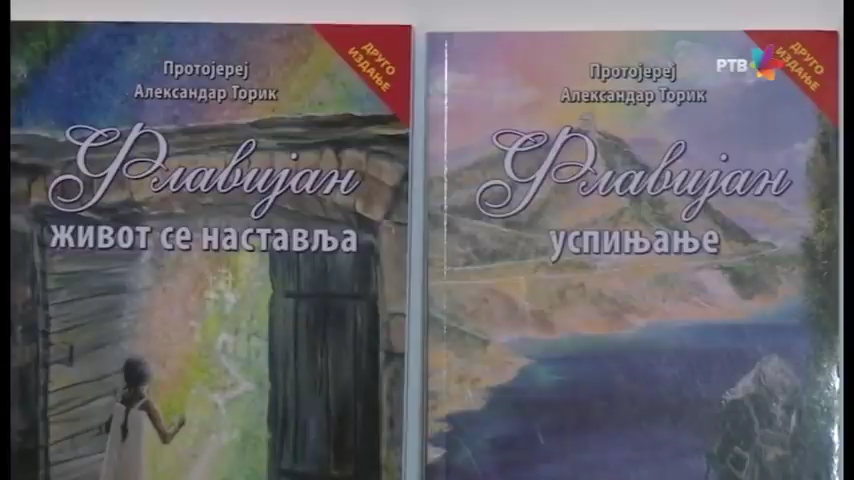 ДРУГО
ИЗДАЊЕ
Протојереј
Александар Торик
Флавијан
живот се наставља
РТВ
ДРУГО
ИЗДАЊЕ
Протојереј
Александар Торик
Флавијан
успињање